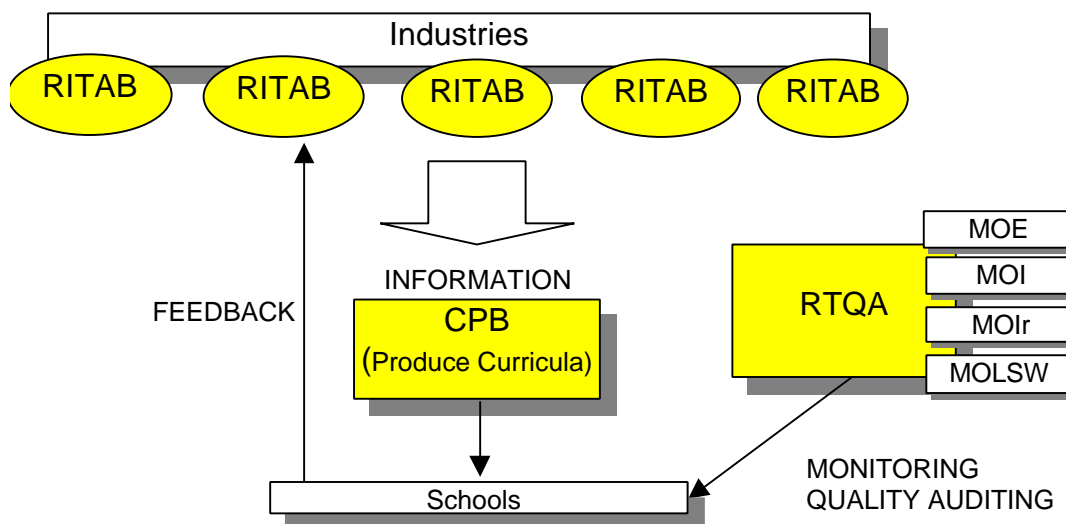 Industries
RITAB
RITAB
RITAB
RITAB
RITAB
MOE
MOI
MOIr
MOLSW
RTQA
INFORMATION
FEEDBACK
CPB
(Produce Curricula)
MONITORING
QUALITY AUDITING
Schools